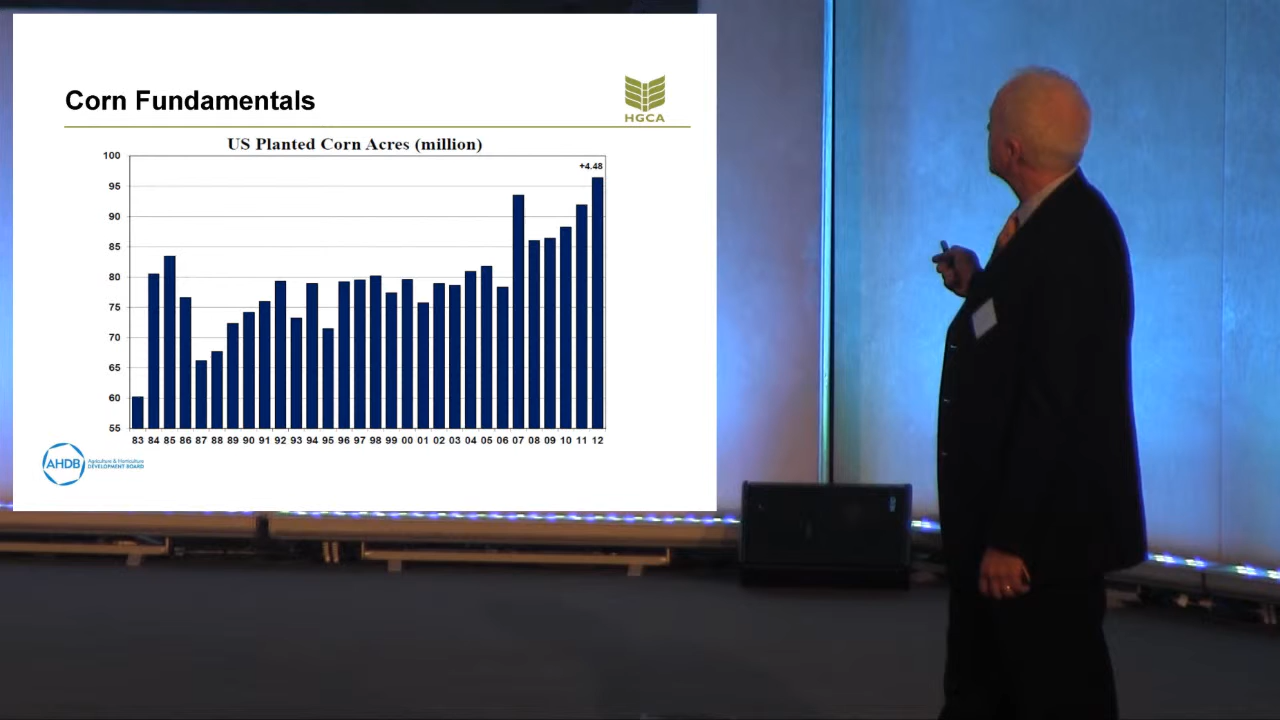 Corn Fundamentals
HGCA
US Planted Corn Acres (million)
100
95
90
85
80
75
70
65
60
55
+4.48
83 84 85 86 87 88 89 90 91 92 93 94 95 96 97 98 99 00 01 02 03 04 05 06 07 08 09 10 11 12
AHDB
Agriculture & Horticulture
DEVELOPMENT BOARD